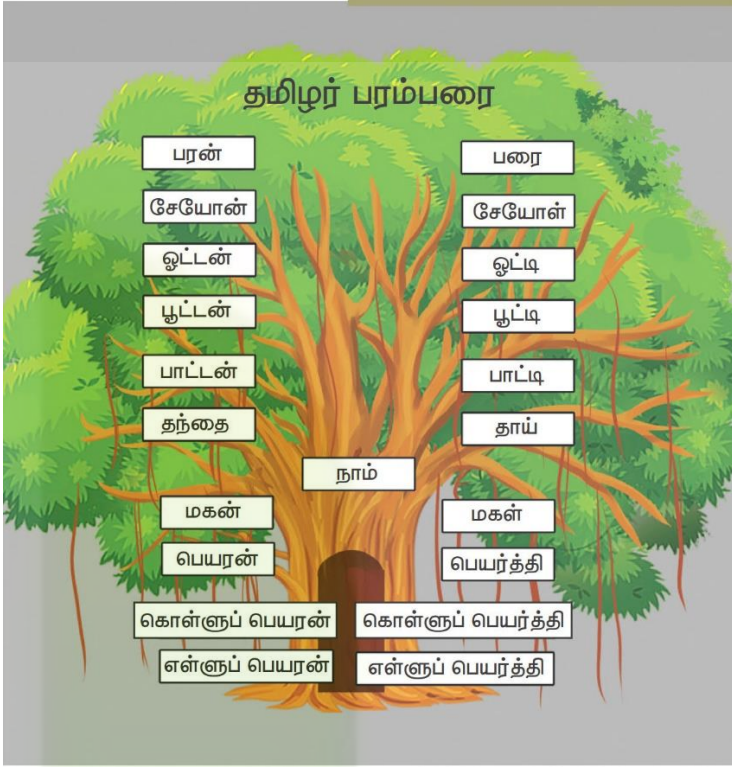 தமிழர் பரம்பரை
பரன் பரை
சேயோன் சேயோள்
ஓட்டன் ஓட்டி
பூட்டன் பூட்டி
பாட்டன் பாட்டி
தந்தை தாய்
நாம்
மகன் மகள்
பெயரன் பெயர்த்தி
கொள்ளுப் பெயரன் கொள்ளுப் பெயர்த்தி
எள்ளுப் பெயரன் எள்ளுப் பெயர்த்தி